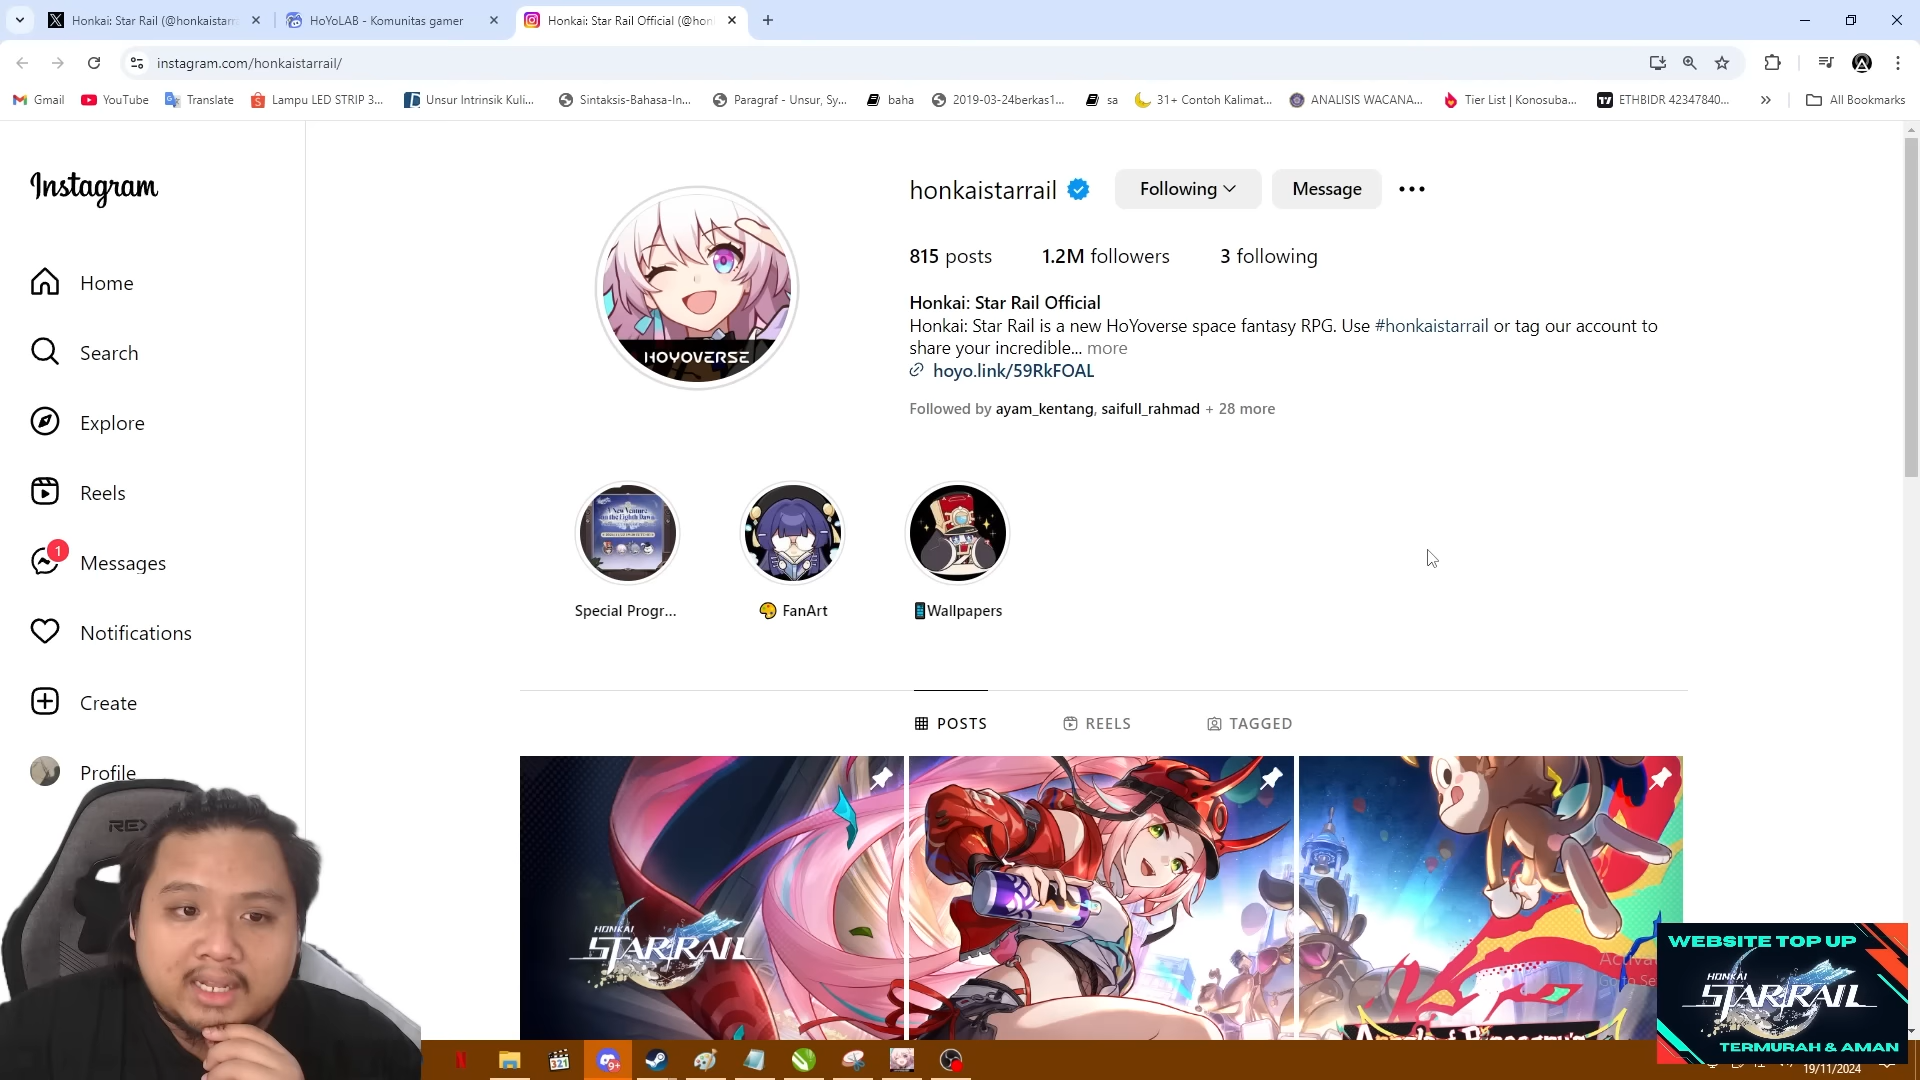 Honkai: Star Rail (@honkaistarr
HoYoLAB - Komunitas gamer
Honkai: Star Rail Official (@hon
instagram.com/honkaistarrail/
Gmail
YouTube
Translate
Lampu LED STRIP 3...
Unsur Intrinsik Kuli...
Sintaksis-Bahasa-In...
Paragraf - Unsur, Sy...
baha
2019-03-24berkas1...
sa
31+ Contoh Kalimat...
ANALISIS WACANA...
Tier List | Konosuba...
ETHBIDR 42347840...
All Bookmarks
Instagram
Home
Search
Explore
Reels
1
Messages
Notifications
Create
Profile
honkaistarrail
Following
Message
815 posts
1.2M followers
3 following
Honkai: Star Rail Official
Honkai: Star Rail is a new HoYoverse space fantasy RPG. Use #honkaistarrail or tag our account to
share your incredible... more
hoyo.link/59RkFOAL
Followed by ayam_kentang, saifull_rahmad + 28 more
HOYOVERSE
Special Progr...
FanArt
Wallpapers
POSTS
REELS
TAGGED
HONKAI
STAR RAIL
WEBSITE TOP UP
HONKAI
STAR RAIL
TERMURAH & AMAN
321
9+
19/11/2024